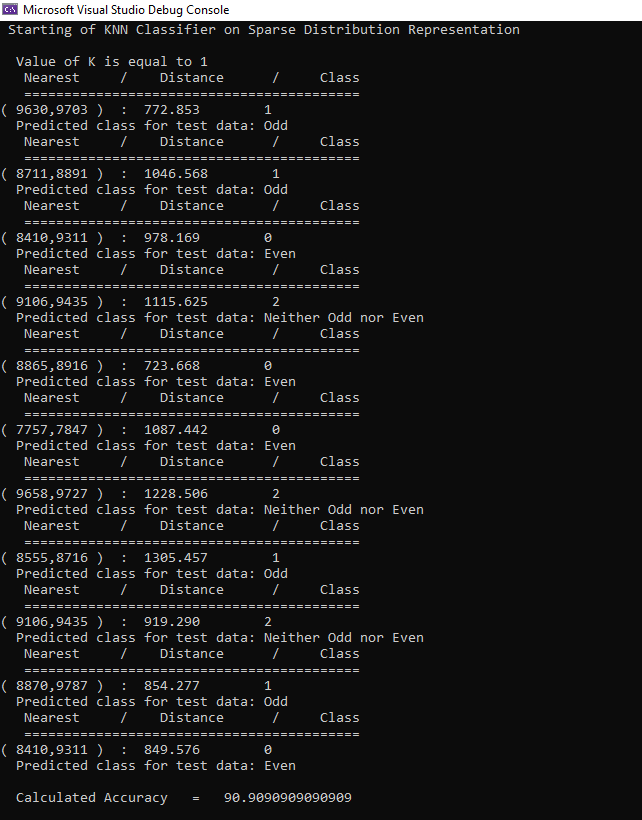 Microsoft Visual Studio Debug Console
Starting of KNN Classifier on Sparse Distribution Representation
Value of K is equal to 1
Nearest / Distance / Class
==========================================
( 9630,9703 ) : 772.853 1
Predicted class for test data: Odd
Nearest / Distance / Class
==========================================
( 8711,8891 ) : 1046.568 1
Predicted class for test data: Odd
Nearest / Distance / Class
==========================================
( 8410,9311 ) : 978.169 0
Predicted class for test data: Even
Nearest / Distance / Class
==========================================
( 9106,9435 ) : 1115.625 2
Predicted class for test data: Neither Odd nor Even
Nearest / Distance / Class
==========================================
( 8865,8916 ) : 723.668 0
Predicted class for test data: Even
Nearest / Distance / Class
==========================================
( 7757,7847 ) : 1087.442 0
Predicted class for test data: Even
Nearest / Distance / Class
==========================================
( 9658,9727 ) : 1228.506 2
Predicted class for test data: Neither Odd nor Even
Nearest / Distance / Class
==========================================
( 8555,8716 ) : 1305.457 1
Predicted class for test data: Odd
Nearest / Distance / Class
==========================================
( 9106,9435 ) : 919.290 2
Predicted class for test data: Neither Odd nor Even
Nearest / Distance / Class
==========================================
( 8870,9787 ) : 854.277 1
Predicted class for test data: Odd
Nearest / Distance / Class
==========================================
( 8410,9311 ) : 849.576 0
Predicted class for test data: Even
Calculated Accuracy = 90.9090909090909